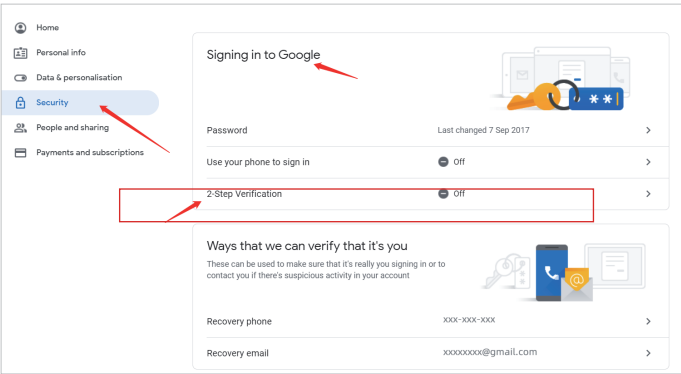 Home
Personal info
Data & personalisation
Security
People and sharing
Payments and subscriptions
Signing in to Google
**
Password Last changed 7 Sep 2017
Use your phone to sign in Off
2-Step Verification Off
Ways that we can verify that it's you
These can be used to make sure that it's really you signing in or to
contact you if there's suspicious activity in your account
@
Recovery phone xxx-xxx-xxx
Recovery email xxxxxxxx@gmail.com